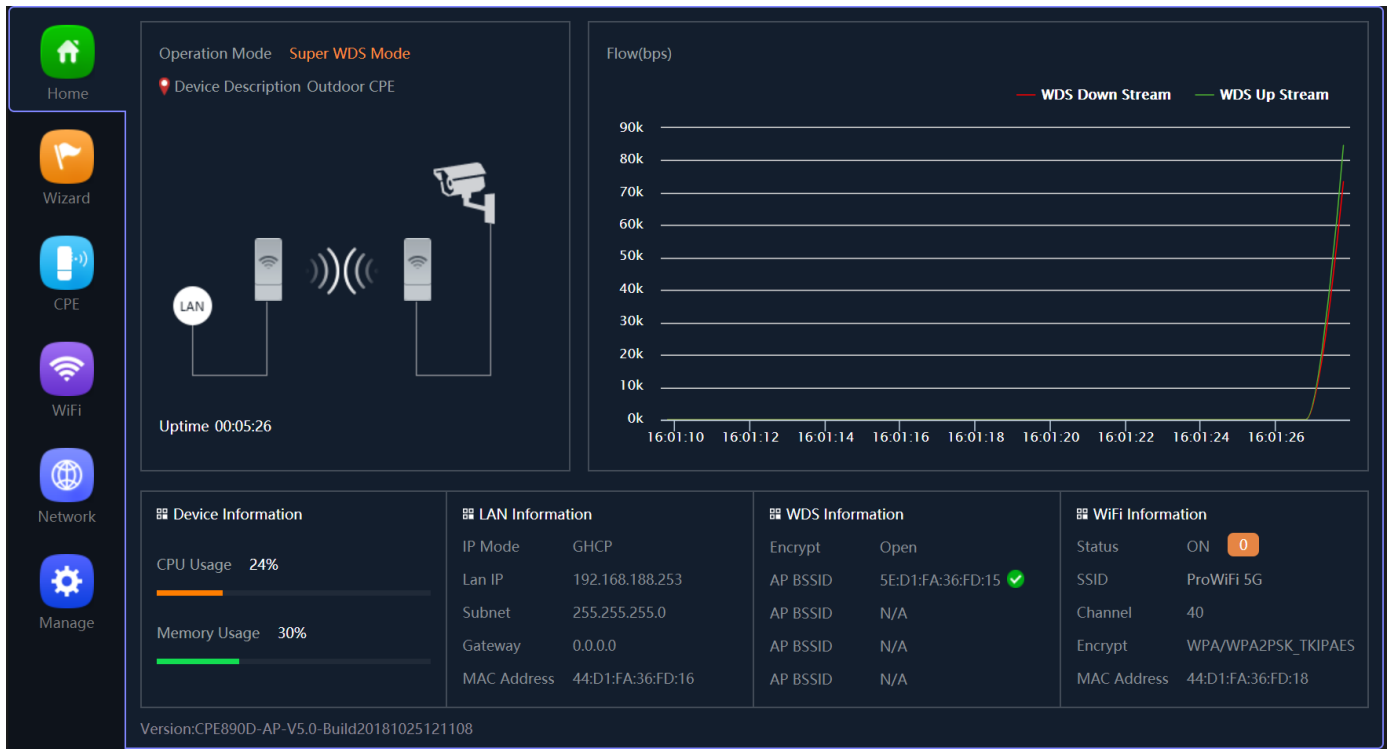 Home
Wizard
CPE
WiFi
Network
Manage
Operation Mode Super WDS Mode
Device Description Outdoor CPE
LAN
Uptime 00:05:26
Flow(bps)
WDS Down Stream WDS Up Stream
90k
80k
70k
60k
50k
40k
30k
20k
10k
0k
16:01:10 16:01:12 16:01:14 16:01:16 16:01:18 16:01:20 16:01:22 16:01:24 16:01:26
Device Information
CPU Usage 24%
Memory Usage 30%
LAN Information
IP Mode GHCP
Lan IP 192.168.188.253
Subnet 255.255.255.0
Gateway 0.0.0.0
MAC Address 44:D1:FA:36:FD:16
WDS Information
Encrypt Open
AP BSSID 5E:D1:FA:36:FD:15
AP BSSID N/A
AP BSSID N/A
AP BSSID N/A
WiFi Information
Status ON 0
SSID ProWiFi 5G
Channel 40
Encrypt WPA/WPA2PSK_TKIPAES
MAC Address 44:D1:FA:36:FD:18
Version:CPE890D-AP-V5.0-Build20181025121108